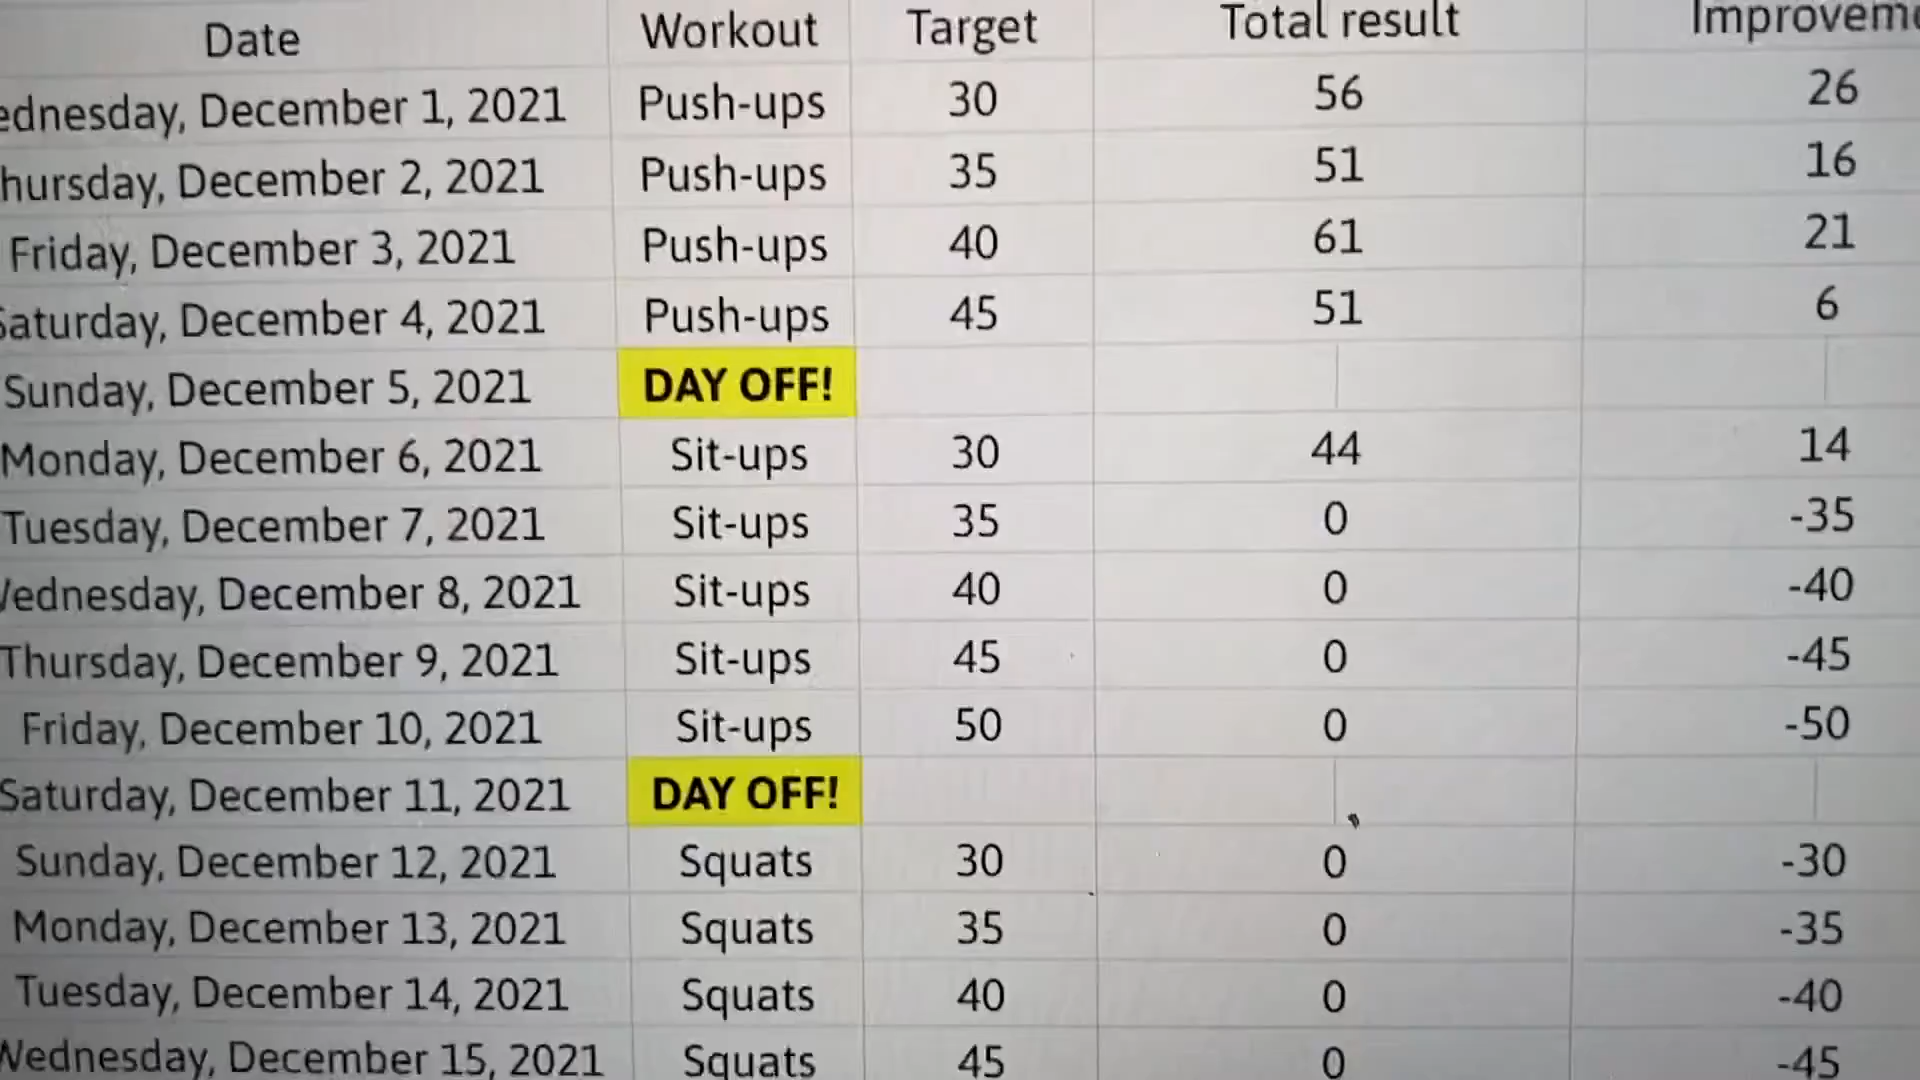 Date Workout Target Total result Improveme
ednesday, December 1, 2021 Push-ups 30 56 26
hursday, December 2, 2021 Push-ups 35 51 16
Friday, December 3, 2021 Push-ups 40 61 21
Saturday, December 4, 2021 Push-ups 45 51 6
Sunday, December 5, 2021 DAY OFF!
Monday, December 6, 2021 Sit-ups 30 44 14
Tuesday, December 7, 2021 Sit-ups 35 0 -35
Wednesday, December 8, 2021 Sit-ups 40 0 -40
Thursday, December 9, 2021 Sit-ups 45 0 -45
Friday, December 10, 2021 Sit-ups 50 0 -50
Saturday, December 11, 2021 DAY OFF!
Sunday, December 12, 2021 Squats 30 0 -30
Monday, December 13, 2021 Squats 35 0 -35
Tuesday, December 14, 2021 Squats 40 0 -40
Wednesday, December 15, 2021 Squats 45 0 -45